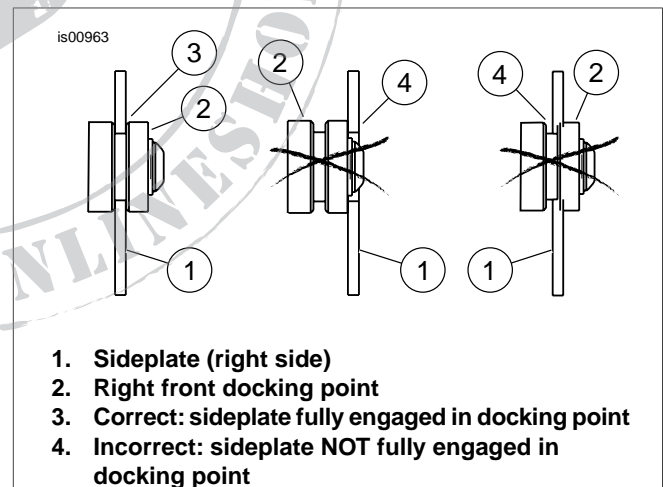 is00963
3
2
2
4
4
2
1
1
1
1. Sideplate (right side)
2. Right front docking point
3. Correct: sideplate fully engaged in docking point
4. Incorrect: sideplate NOT fully engaged in
docking point